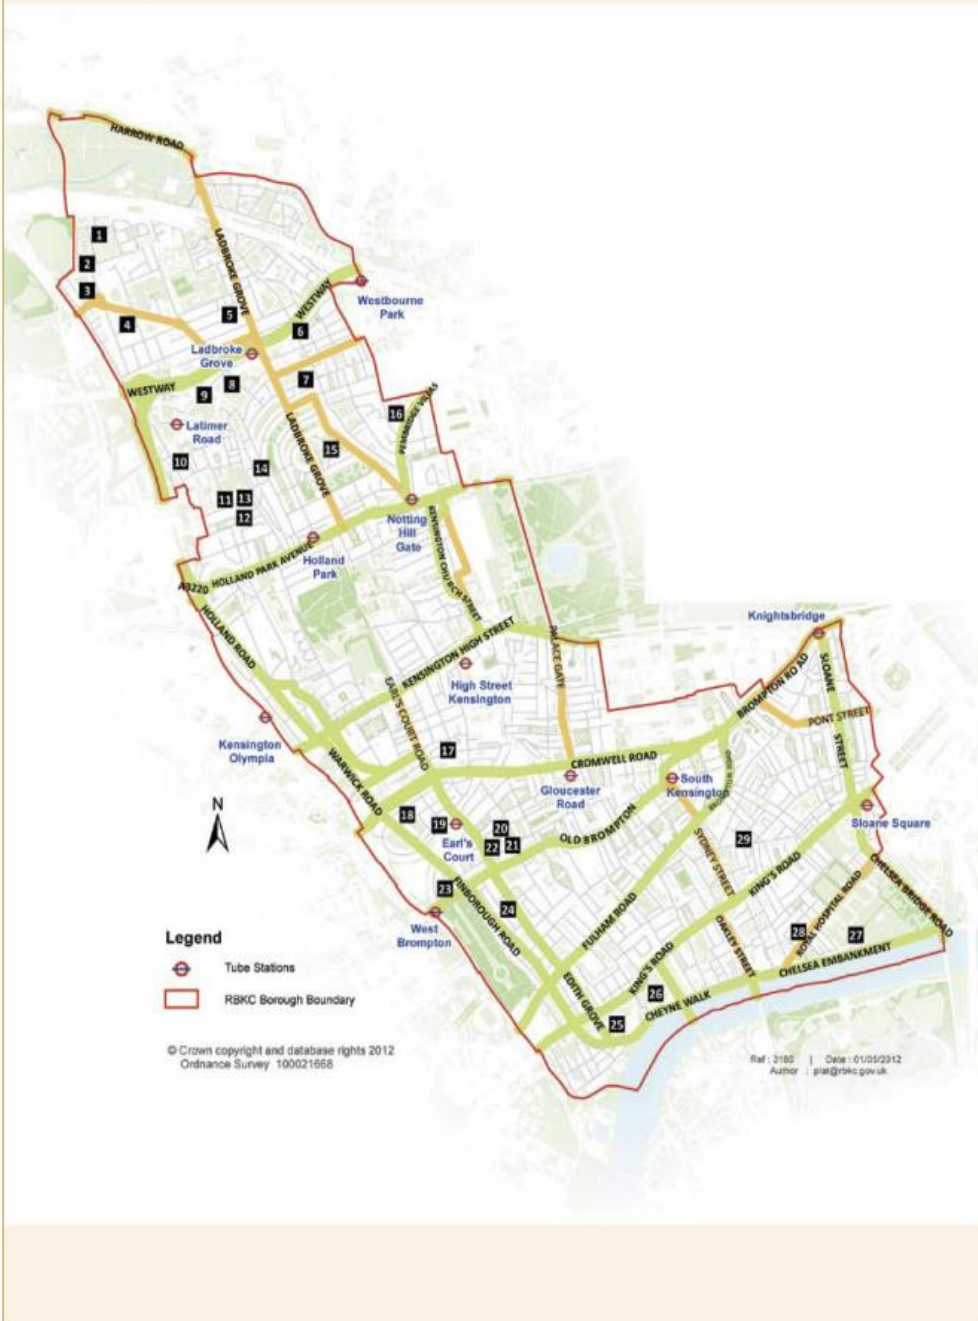 HARROW ROAD
1
LADBROKE GROVE
2
3
WESTWAY
Westbourne
Park
4
5
6
Ladbroke
Grove
WESTWAY
9
8
7
PEMBRIDGE VILLAS
16
Latimer
Road
LADBROKE GROVE
15
10
14
11
13
12
Notting
Hill
Gate
KENSINGTON CHURCH STREET
HOLLAND PARK AVENUE
Holland
Park
A3220
HOLLAND ROAD
Knightsbridge
KENSINGTON HIGH STREET
PALACE GATE
High Street
Kensington
EARL'S COURT ROAD
BROMPTON ROAD
SLOANE
STREET
PONT STREET
Kensington
Olympia
17
CROMWELL ROAD
WARWICK ROAD
Gloucester
Road
South
Kensington
N
18
19
Earl's
Court
20
22
21
OLD BROMPTON
SYDNEY STREET
29
Sloane Square
KING'S ROAD
CHELSEA BRIDGE ROAD
23
FINBOROUGH ROAD
24
West
Brompton
FULHAM ROAD
OAKLEY STREET
ROYAL HOSPITAL ROAD
28
27
CHELSEA EMBANKMENT
KING'S ROAD
EDITH GROVE
26
CHEYNE WALK
25
Legend
Tube Stations
RBKC Borough Boundary
© Crown copyright and database rights 2012
Ordnance Survey 100021668
Ref : 3180 | Date : 01/05/2012
Author : plat@rbkc.gov.uk